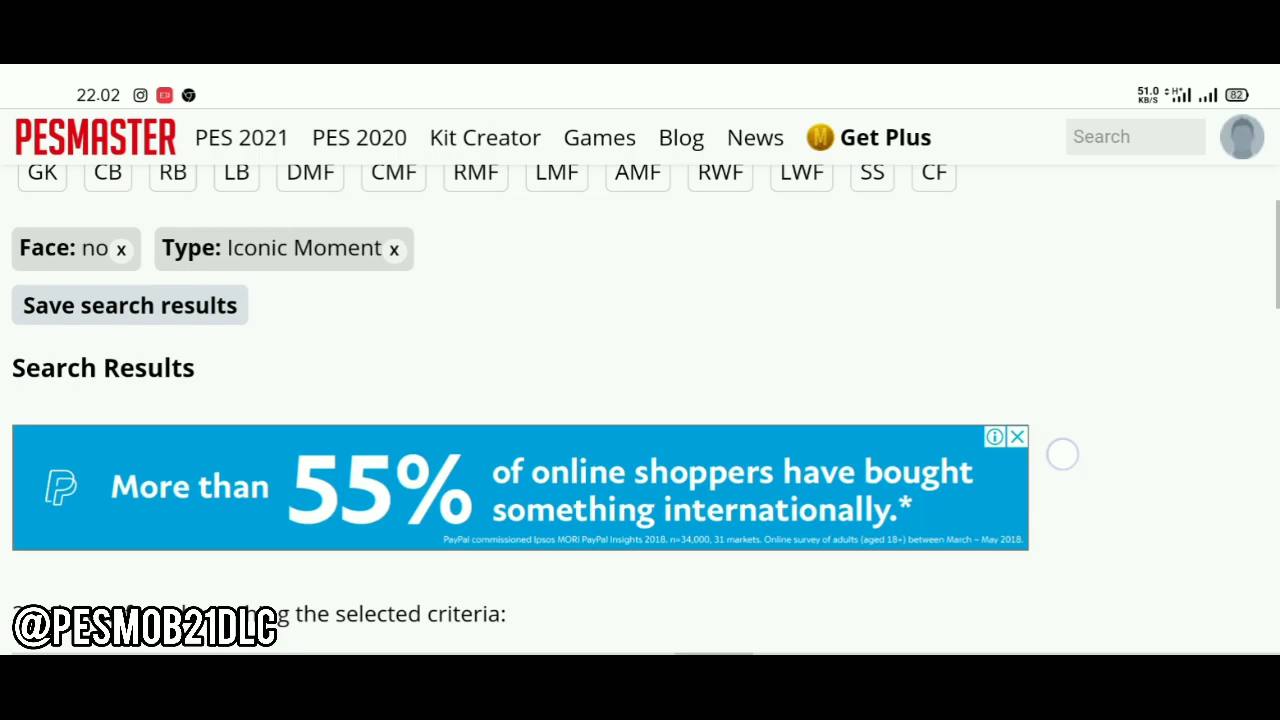 22.02
51.0
KB/S
82
PESMASTER PES 2021 PES 2020 Kit Creator Games Blog News Get Plus Search
GK CB RB LB DMF CMF RMF LMF AMF RWF LWF SS CF
Face: no x Type: Iconic Moment x
Save search results
Search Results
More than 55% of online shoppers have bought
something internationally.*
PayPal commissioned Ipsos MORI PayPal Insights 2018. n=34,000, 31 markets. Online survey of adults (aged 18+) between March – May 2018.
the selected criteria:
@PESMOB21DLC